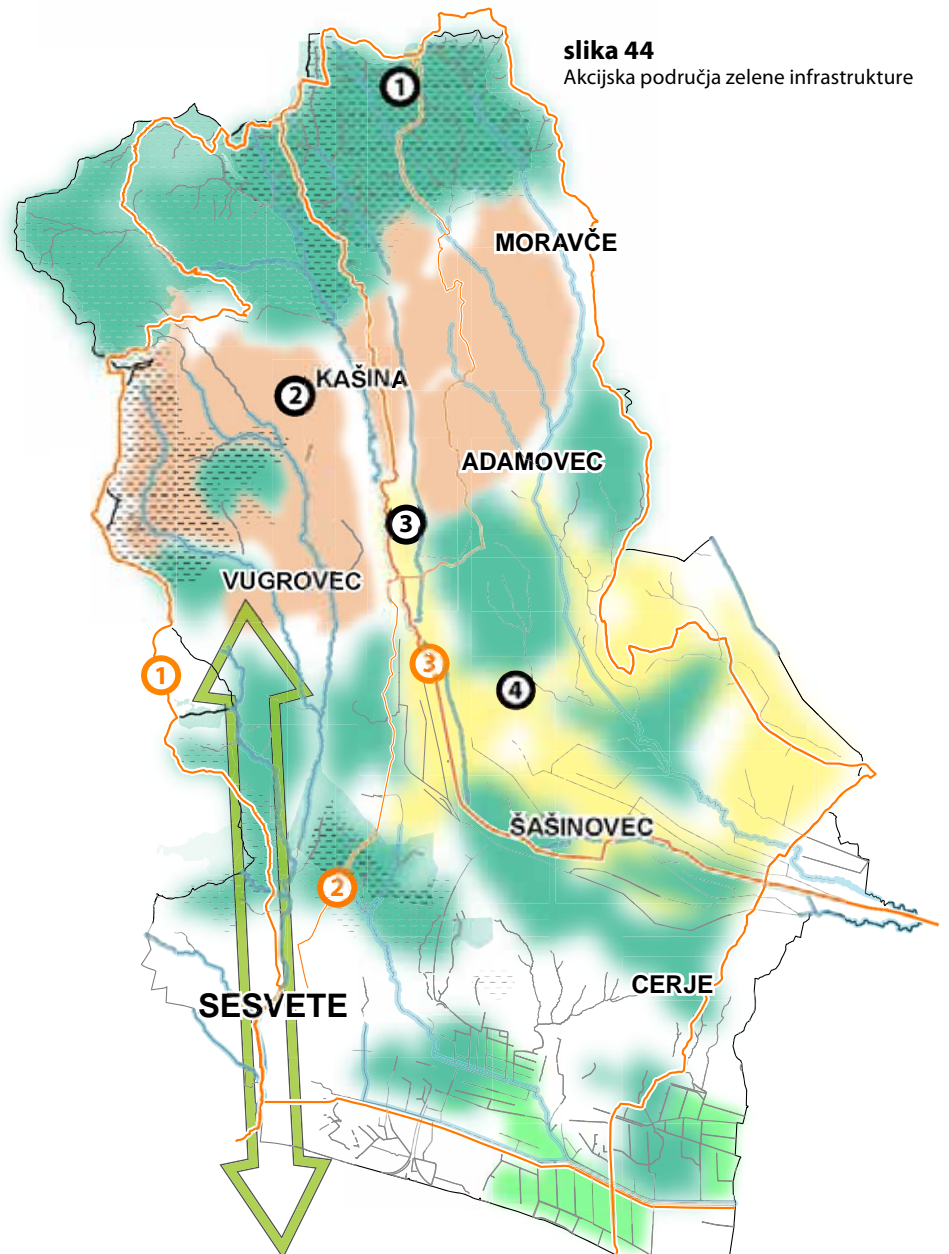 slika 44
Akcijska područja zelene infrastrukture
1
MORAVČE
2
KAŠINA
ADAMOVEC
3
VUGROVEC
3
1
4
ŠAŠINOVEC
2
CERJE
SESVETE